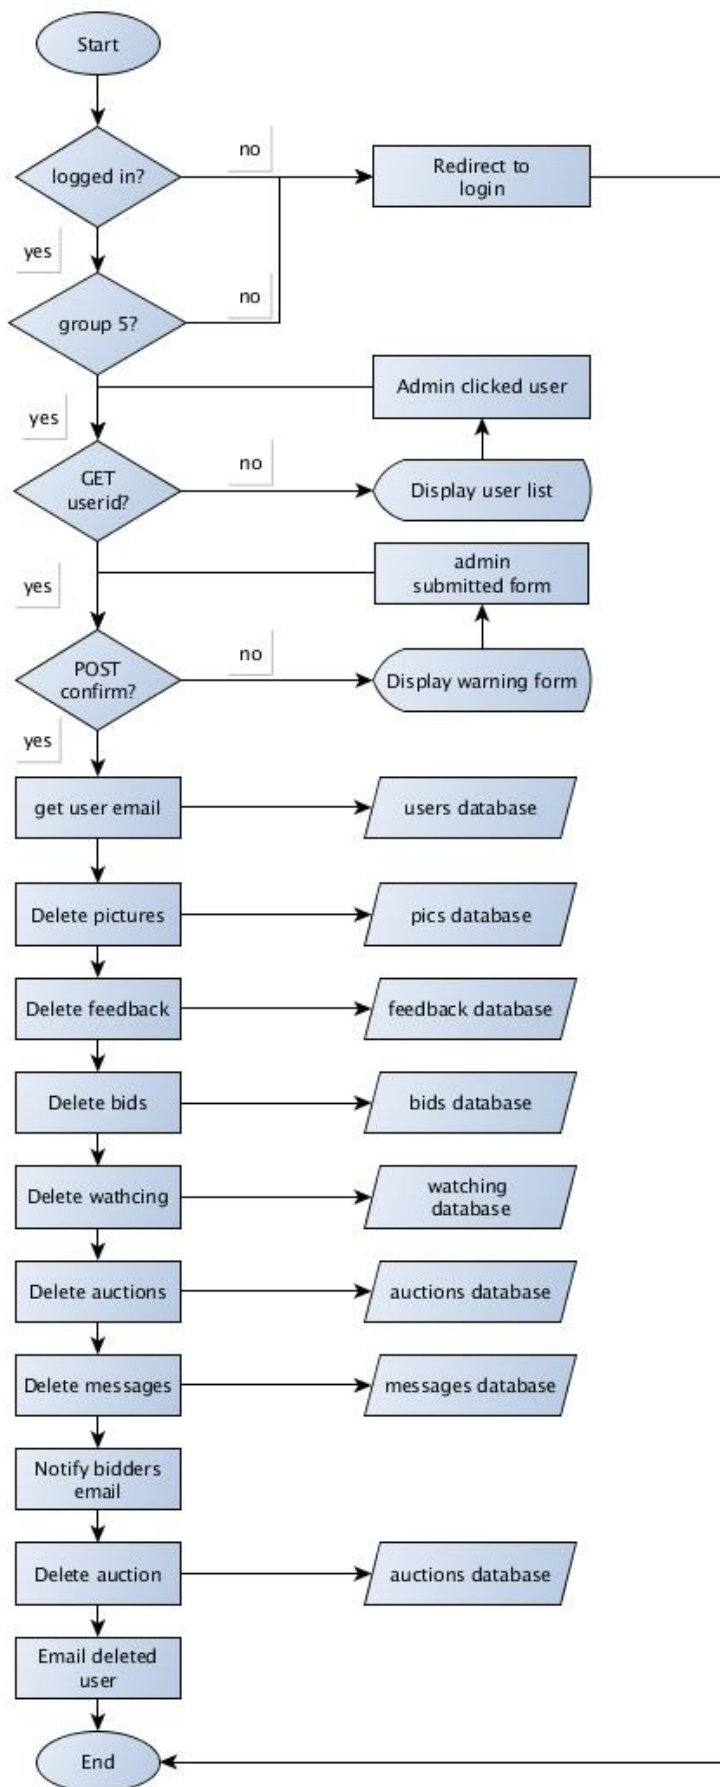 Start
logged in?
no
Redirect to
login
yes
group 5?
no
Admin clicked user
yes
GET
userid?
no
Display user list
yes
admin
submitted form
POST
confirm?
no
Display warning form
yes
get user email
users database
Delete pictures
pics database
Delete feedback
feedback database
Delete bids
bids database
Delete wathcing
watching
database
Delete auctions
auctions database
Delete messages
messages database
Notify bidders
email
Delete auction
auctions database
Email deleted
user
End